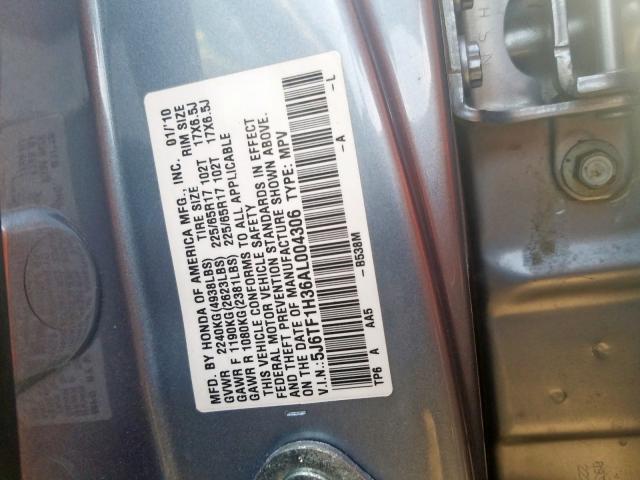 MFD. BY HONDA OF AMERICA MFG., INC. 01/'10
GVWR 2240KG(4938LBS) TIRE SIZE RIM SIZE
GAWR F 1190KG(2623LBS) 225/65R17 102T 17X6.5J
GAWR R 1080KG(2381LBS) 225/65R17 102T 17X6.5J
THIS VEHICLE CONFORMS TO ALL APPLICABLE
FEDERAL MOTOR VEHICLE SAFETY
AND THEFT PREVENTION STANDARDS IN EFFECT
ON THE DATE OF MANUFACTURE SHOWN ABOVE.
V.I.N.: 5J6TF1H36AL004306 TYPE: MPV
-B538M -A -L
TP6 A AA5